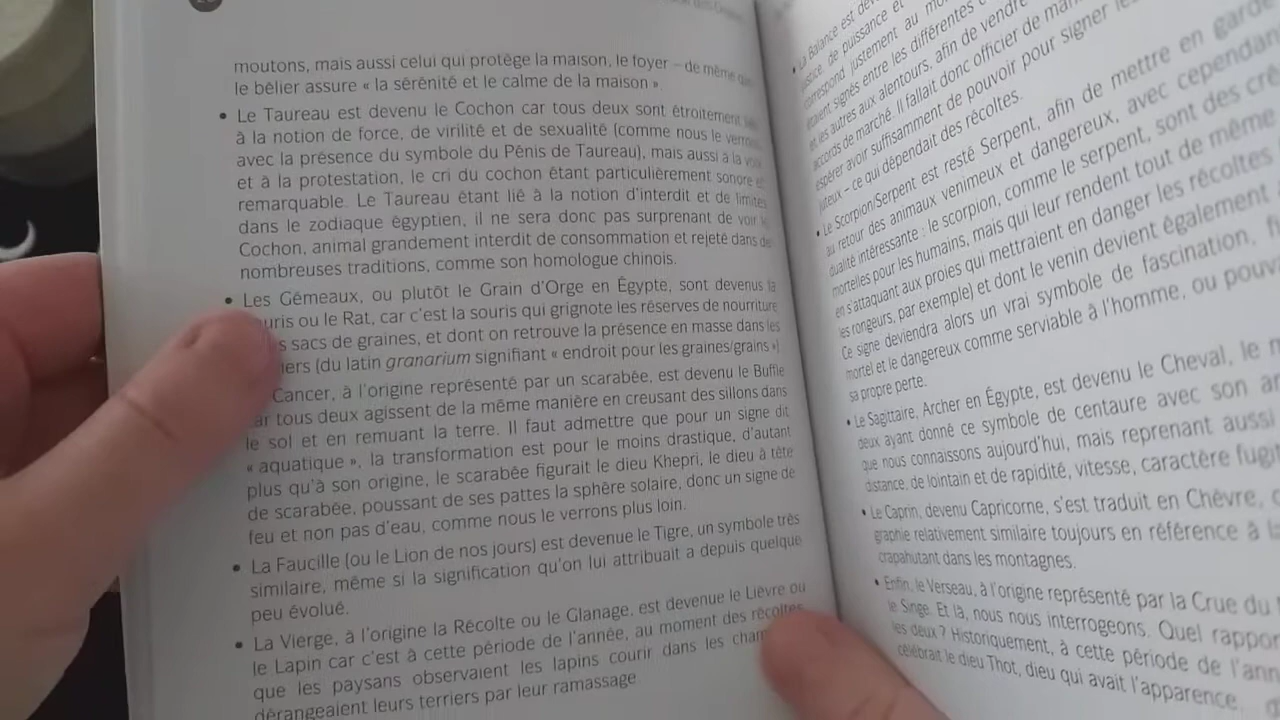 moutons, mais aussi celui qui protège la maison, le foyer – de même que
le bélier assure « la sérénité et le calme de la maison ».
• Le Taureau est devenu le Cochon car tous deux sont étroitement
à la notion de force, de virilité et de sexualité (comme nous le verrons
avec la présence du symbole du Pénis de Taureau), mais aussi à la voix
et à la protestation, le cri du cochon étant particulièrement sonore et
remarquable. Le Taureau étant lié à la notion d'interdit et de limites
dans le zodiaque égyptien, il ne sera donc pas surprenant de voir le
Cochon, animal grandement interdit de consommation et rejeté dans de
nombreuses traditions, comme son homologue chinois.
• Les Gémeaux, ou plutôt le Grain d'Orge en Égypte, sont devenus la
ouris ou le Rat, car c'est la souris qui grignote les réserves de nourriture
s sacs de graines, et dont on retrouve la présence en masse dans les
iers (du latin granarium signifiant « endroit pour les graines/grains »)
Cancer, à l'origine représenté par un scarabée, est devenu le Buffle
ar tous deux agissent de la même manière en creusant des sillons dans
le sol et en remuant la terre. Il faut admettre que pour un signe dit
« aquatique », la transformation est pour le moins drastique, d'autant
plus qu'à son origine, le scarabée figurait le dieu Khepri, le dieu à tête
de scarabée, poussant de ses pattes la sphère solaire, donc un signe de
feu et non pas d'eau, comme nous le verrons plus loin.
• La Faucille (ou le Lion de nos jours) est devenue le Tigre, un symbole très
similaire, même si la signification qu'on lui attribuait a depuis quelque
peu évolué.
• La Vierge, à l'origine la Récolte ou le Glanage, est devenue le Lièvre ou
le Lapin car c'est à cette période de l'année, au moment des récoltes
que les paysans observaient les lapins courir dans les cham
dérangeaient leurs terriers par leur ramassage
• La Balance est dev
justice, de puissance et
correspond justement au mo
étaient signés entre les différentes
et les autres aux alentours, afin de vendre
accords de marché. Il fallait donc officier de mar
espérer avoir suffisamment de pouvoir pour signer
juteux – ce qui dépendait des récoltes.
• Le Scorpion/Serpent est resté Serpent, afin de mettre en garde
au retour des animaux venimeux et dangereux, avec cependan
dualité intéressante : le scorpion, comme le serpent, sont des cré
mortelles pour les humains, mais qui leur rendent tout de même
en s'attaquant aux proies qui mettraient en danger les récoltes
les rongeurs, par exemple) et dont le venin devient également
Ce signe deviendra alors un vrai symbole de fascination,
mortel et le dangereux comme serviable à l'homme, ou pouv
sa propre perte.
• Le Sagittaire, Archer en Égypte, est devenu le Cheval, le
deux ayant donné ce symbole de centaure avec son
que nous connaissons aujourd'hui, mais reprenant aussi
distance, de lointain et de rapidité, vitesse, caractère fugit
• Le Caprin, devenu Capricorne, s'est traduit en Chèvre,
graphie relativement similaire toujours en référence à la
crapahutant dans les montagnes.
• Enfin, le Verseau, à l'origine représenté par la Crue du
le Singe. Et là, nous nous interrogeons. Quel rappor
les deux ? Historiquement, à cette période de l'ann
célébrait le dieu Thot, dieu qui avait l'apparence,